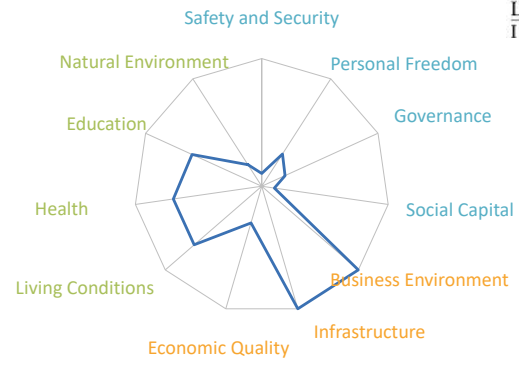 Safety and Security
L
I
Natural Environment
Personal Freedom
Education
Governance
Health
Social Capital
Living Conditions
Business Environment
Infrastructure
Economic Quality